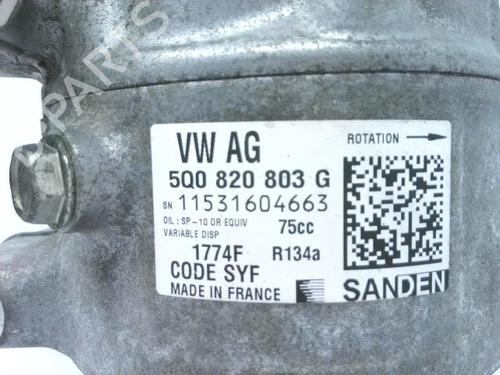 PARTS
VW AG
ROTATION
5Q0 820 803 G
SN 11531604663
OIL : SP-10 OR EQUIV 75cc
VARIABLE DISP
1774F R134a
CODE SYF
MADE IN FRANCE SANDEN